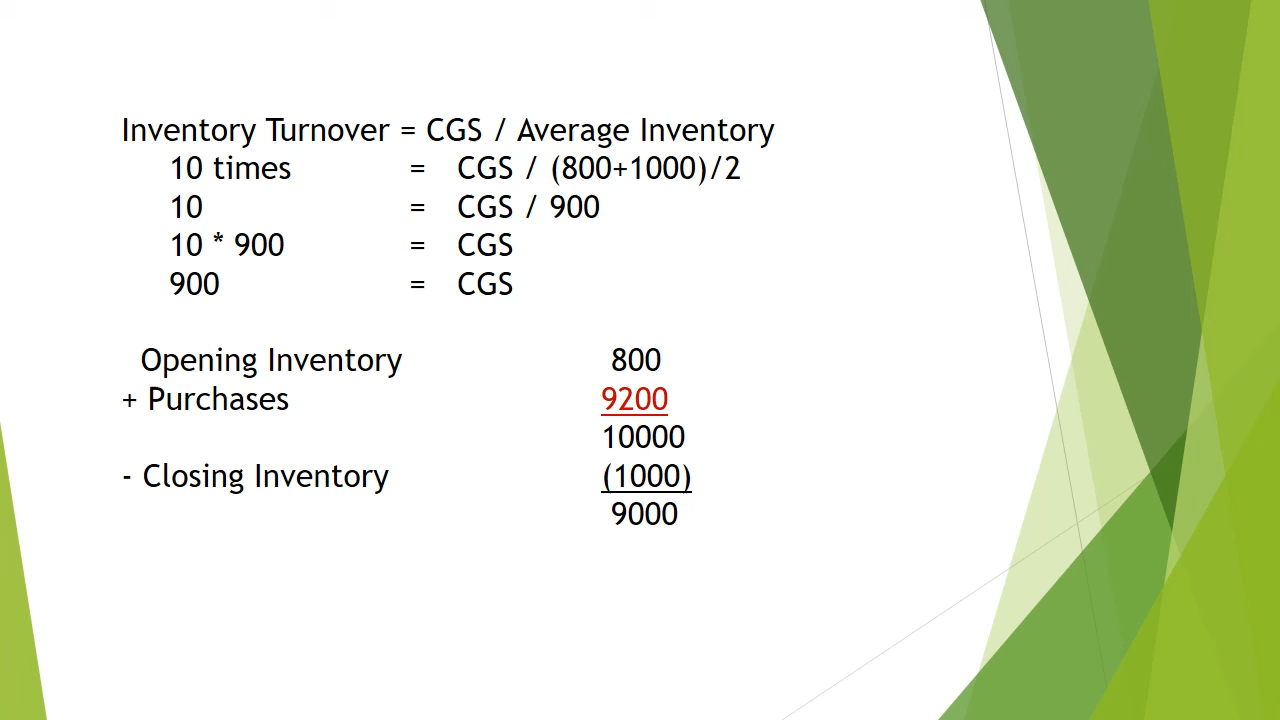 Inventory Turnover = CGS / Average Inventory
10 times = CGS / (800+1000)/2
10 = CGS / 900
10 * 900 = CGS
900 = CGS
Opening Inventory 800
+ Purchases 9200
10000
- Closing Inventory (1000)
9000